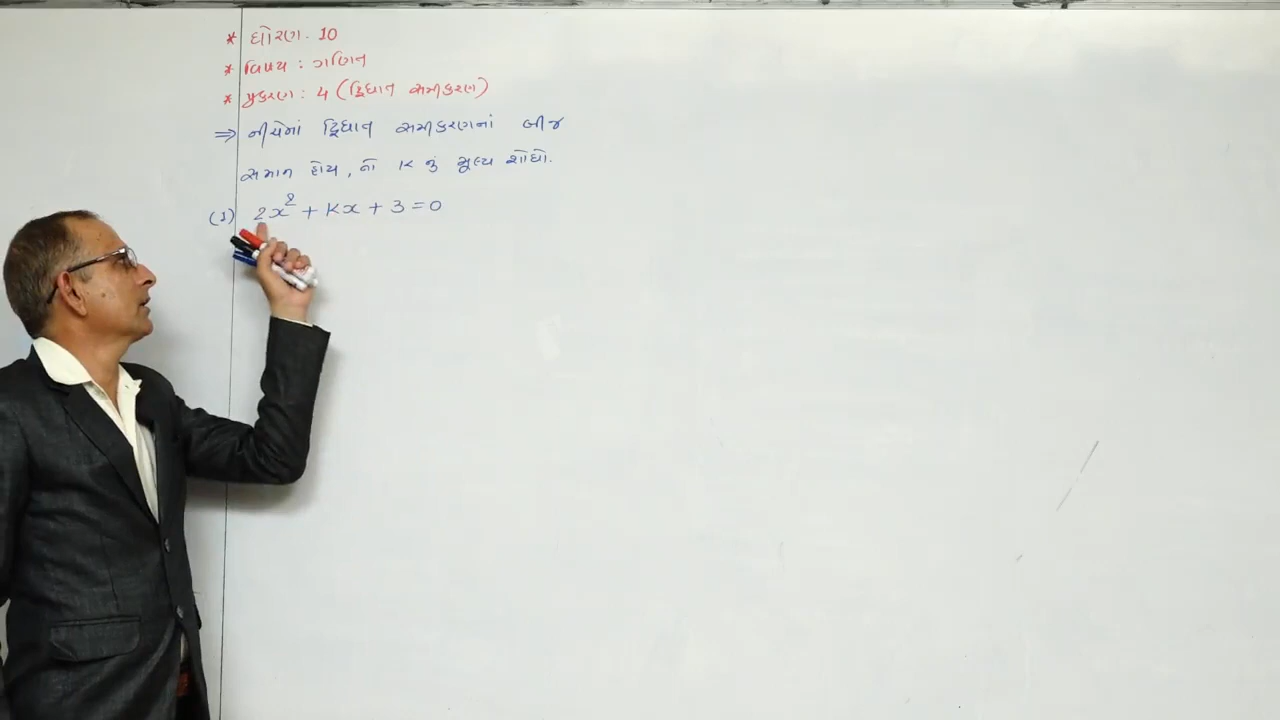 * ધોરણ. 10
* વિષય : ગણિત
* પ્રકરણ : 4 (દ્વિઘાત સમીકરણ)
⇒ નીચેનાં દ્વિઘાત સમીકરણનાં બીજ
સમાન હોય, તો K નું મૂલ્ય શોધો.
(1) 2x² + Kx + 3 = 0